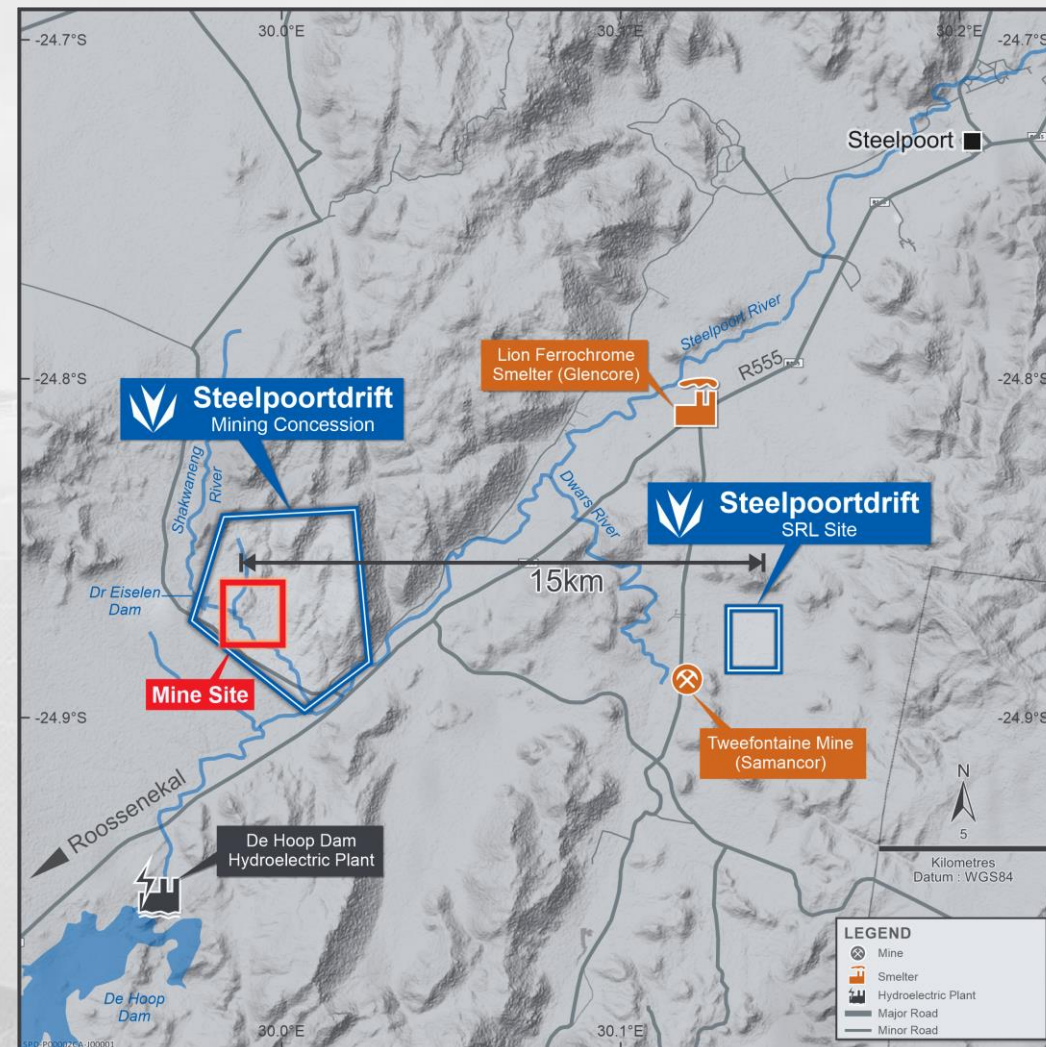 30.0°E
30.1°E
30.2°E
-24.7°S
-24.7°S
Steelpoort
Steelpoort River
Lion Ferrochrome
Smelter (Glencore)
R555
-24.8°S
-24.8°S
Steelpoortdrift
Mining Concession
Shakwaneng
River
Dwars River
Steelpoortdrift
SRL Site
15km
Dr Eiselen
Dam
Mine Site
-24.9°S
-24.9°S
Tweefontaine Mine
(Samancor)
Roossenekal
De Hoop Dam
Hydroelectric Plant
N
5
Kilometres
Datum : WGS84
De Hoop
Dam
LEGEND
Mine
Smelter
Hydroelectric Plant
Major Road
Minor Road
30.0°E
30.1°E